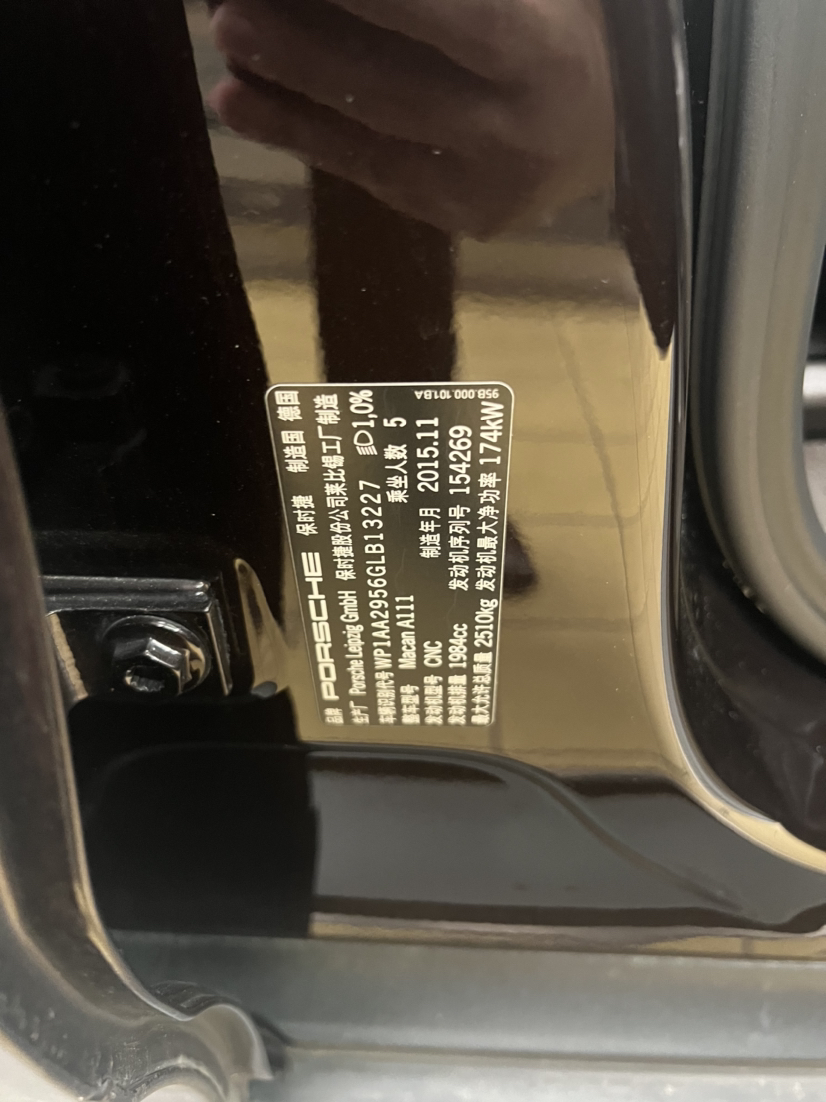 品牌 PORSCHE 保时捷 制造国 德国
生产厂 Porsche Leipzig GmbH 保时捷股份公司莱比锡工厂制造
车辆识别代号 WP1AA2956GLB13227 1,0%
整车型号 Macan A111 乘坐人数 5
发动机型号 CNC 制造年月 2015.11
发动机排量 1984cc 发动机序列号 154269
最大允许总质量 2510kg 发动机最大净功率 174kW
95B.000.101.BA